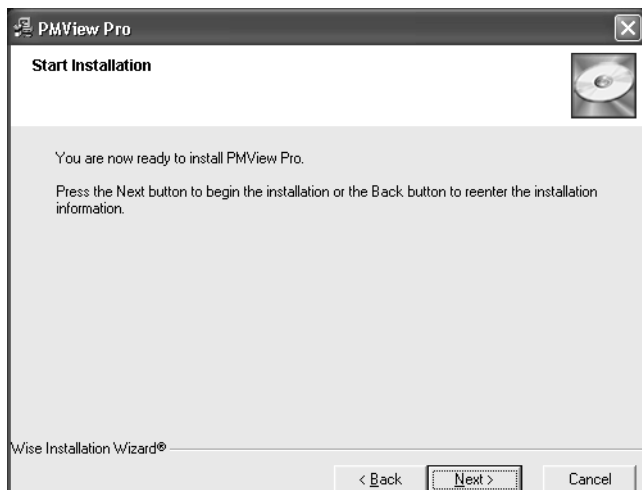 PMView Pro
Start Installation
You are now ready to install PMView Pro.
Press the Next button to begin the installation or the Back button to reenter the installation
information.
Wise Installation Wizard®
< Back Next > Cancel